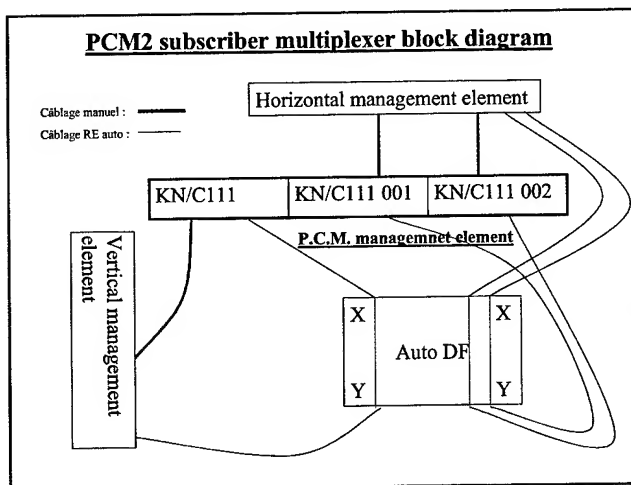 PCM2 subscriber multiplexer block diagram
Horizontal management element
Câblage manuel :
Câblage RE auto :
KN/C111
KN/C111 001
KN/C111 002
P.C.M. managemnet element
Vertical management
element
X
X
Auto DF
Y
Y